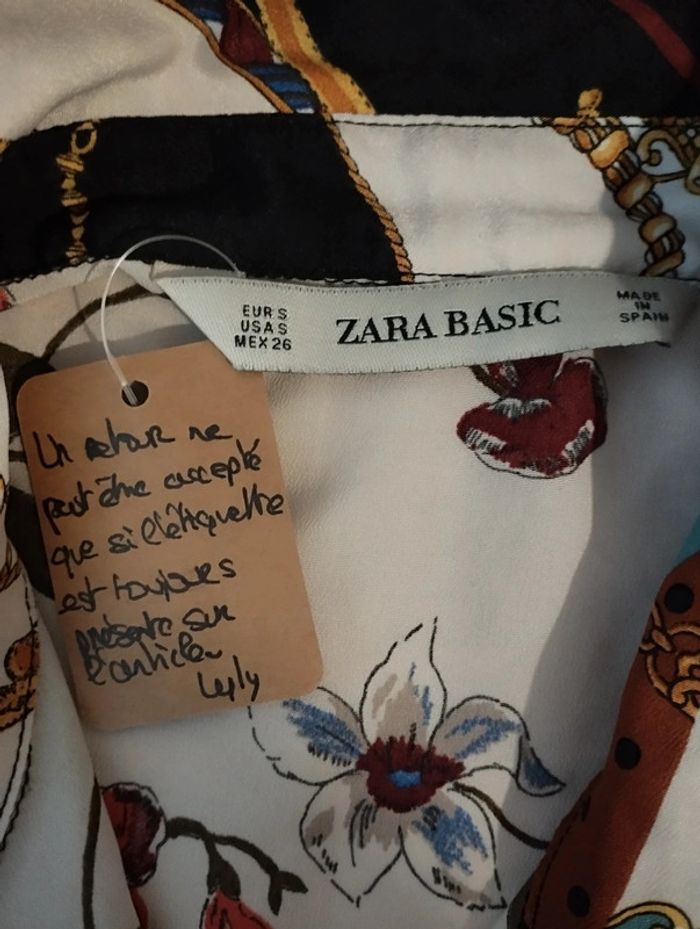 EUR S
USA S
MEX 26
ZARA BASIC
MADE
IN
SPAIN
Un retour ne
peut être accepté
que si l'étiquette
est toujours
présente sur
l'article
Lyly